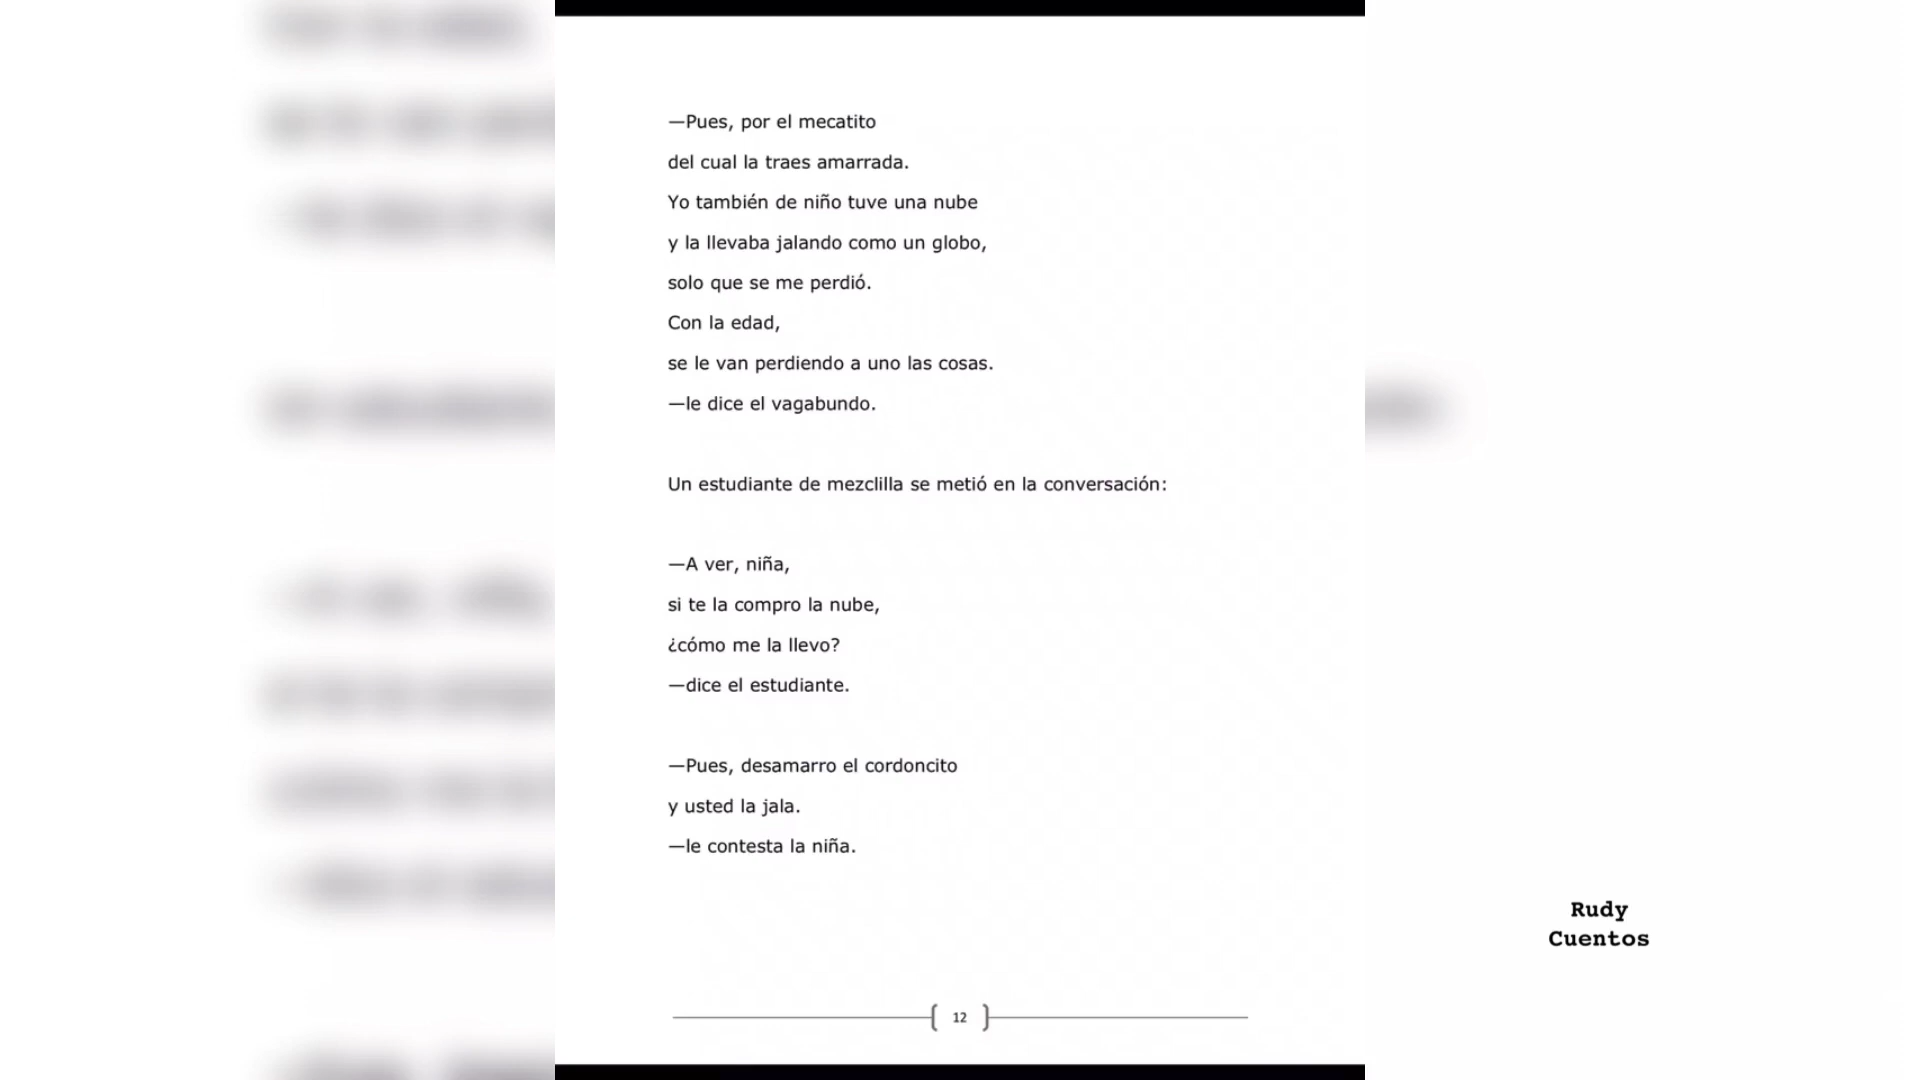 —Pues, por el mecatito
del cual la traes amarrada.
Yo también de niño tuve una nube
y la llevaba jalando como un globo,
solo que se me perdió.
Con la edad,
se le van perdiendo a uno las cosas.
—le dice el vagabundo.
Un estudiante de mezclilla se metió en la conversación:
—A ver, niña,
si te la compro la nube,
¿cómo me la llevo?
—dice el estudiante.
—Pues, desamarro el cordoncito
y usted la jala.
—le contesta la niña.
Rudy
Cuentos
12